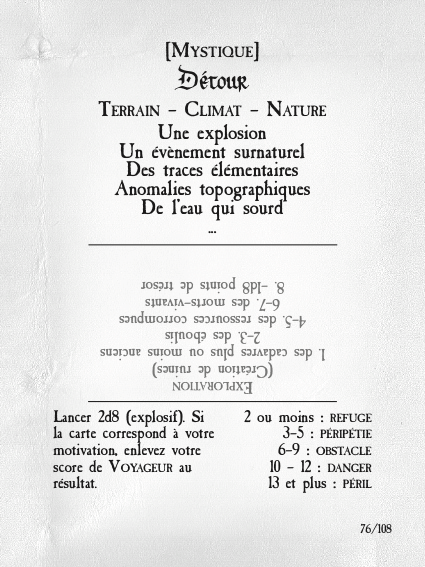 [Mystique]
Détour
Terrain – Climat – Nature
Une explosion
Un évènement surnaturel
Des traces élémentaires
Anomalies topographiques
De l'eau qui sourd
...
Exploration
(Création de ruines)
1. des cadavres plus ou moins anciens
2-3. des éboulis
4-5. des ressources corrompues
6-7. des morts-vivants
8. -1d8 points de trésor
Lancer 2d8 (explosif). Si
la carte correspond à votre
motivation, enlevez votre
score de Voyageur au
résultat.
2 ou moins : refuge
3-5 : péripétie
6-9 : obstacle
10 – 12 : danger
13 et plus : péril
76/108